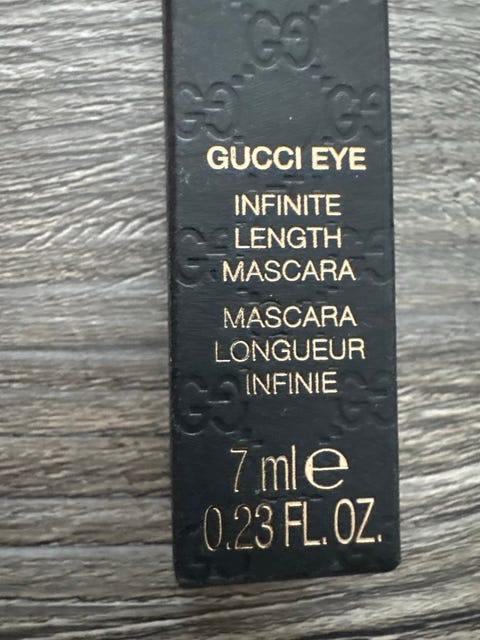 GUCCI EYE
INFINITE
LENGTH
MASCARA
MASCARA
LONGUEUR
INFINIE
7 ml℮
0.23 FL. OZ.